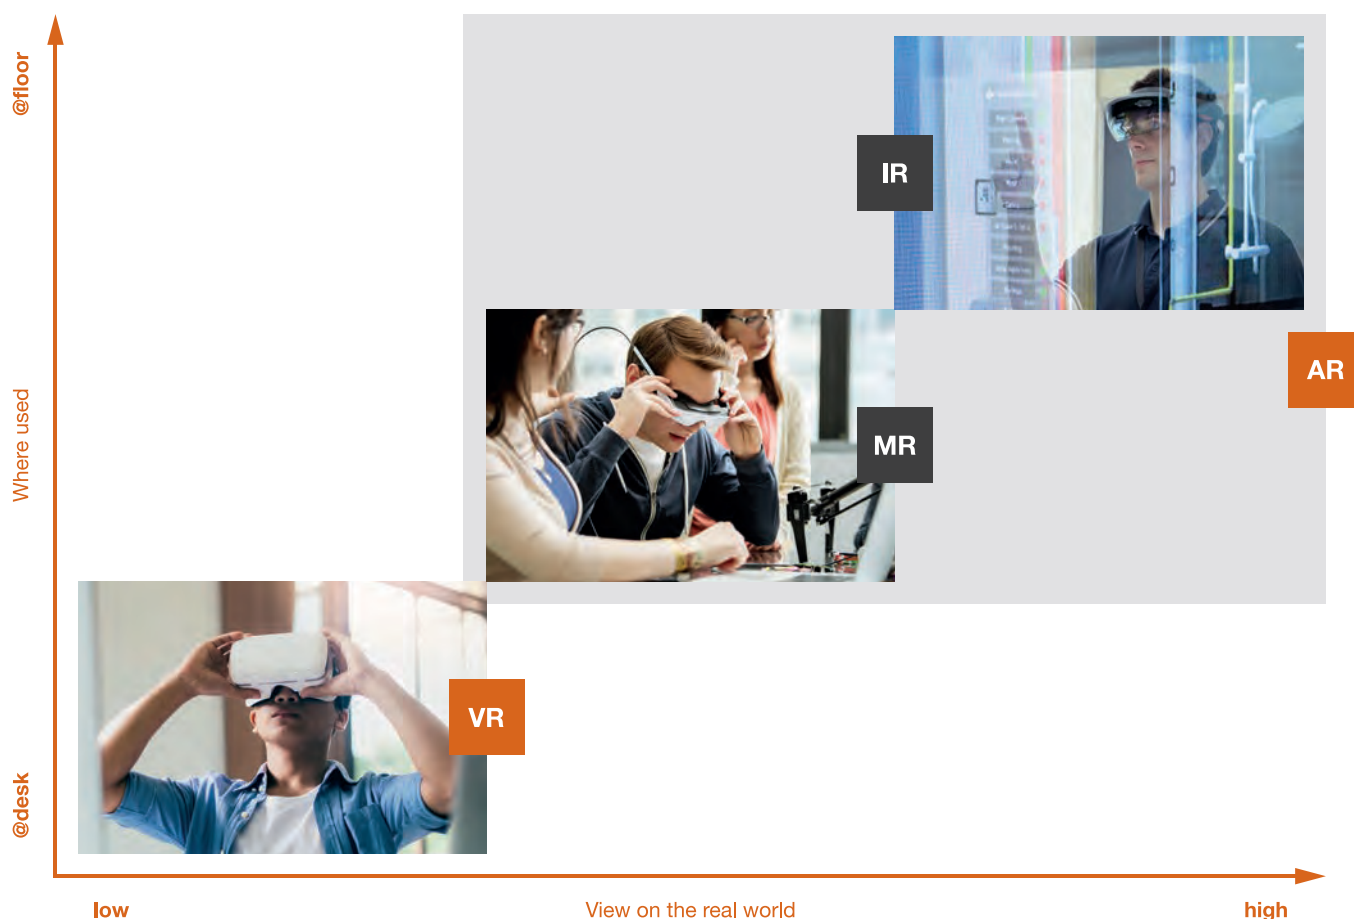 @floor
IR
AR
Where used
MR
VR
@desk
low
View on the real world
high